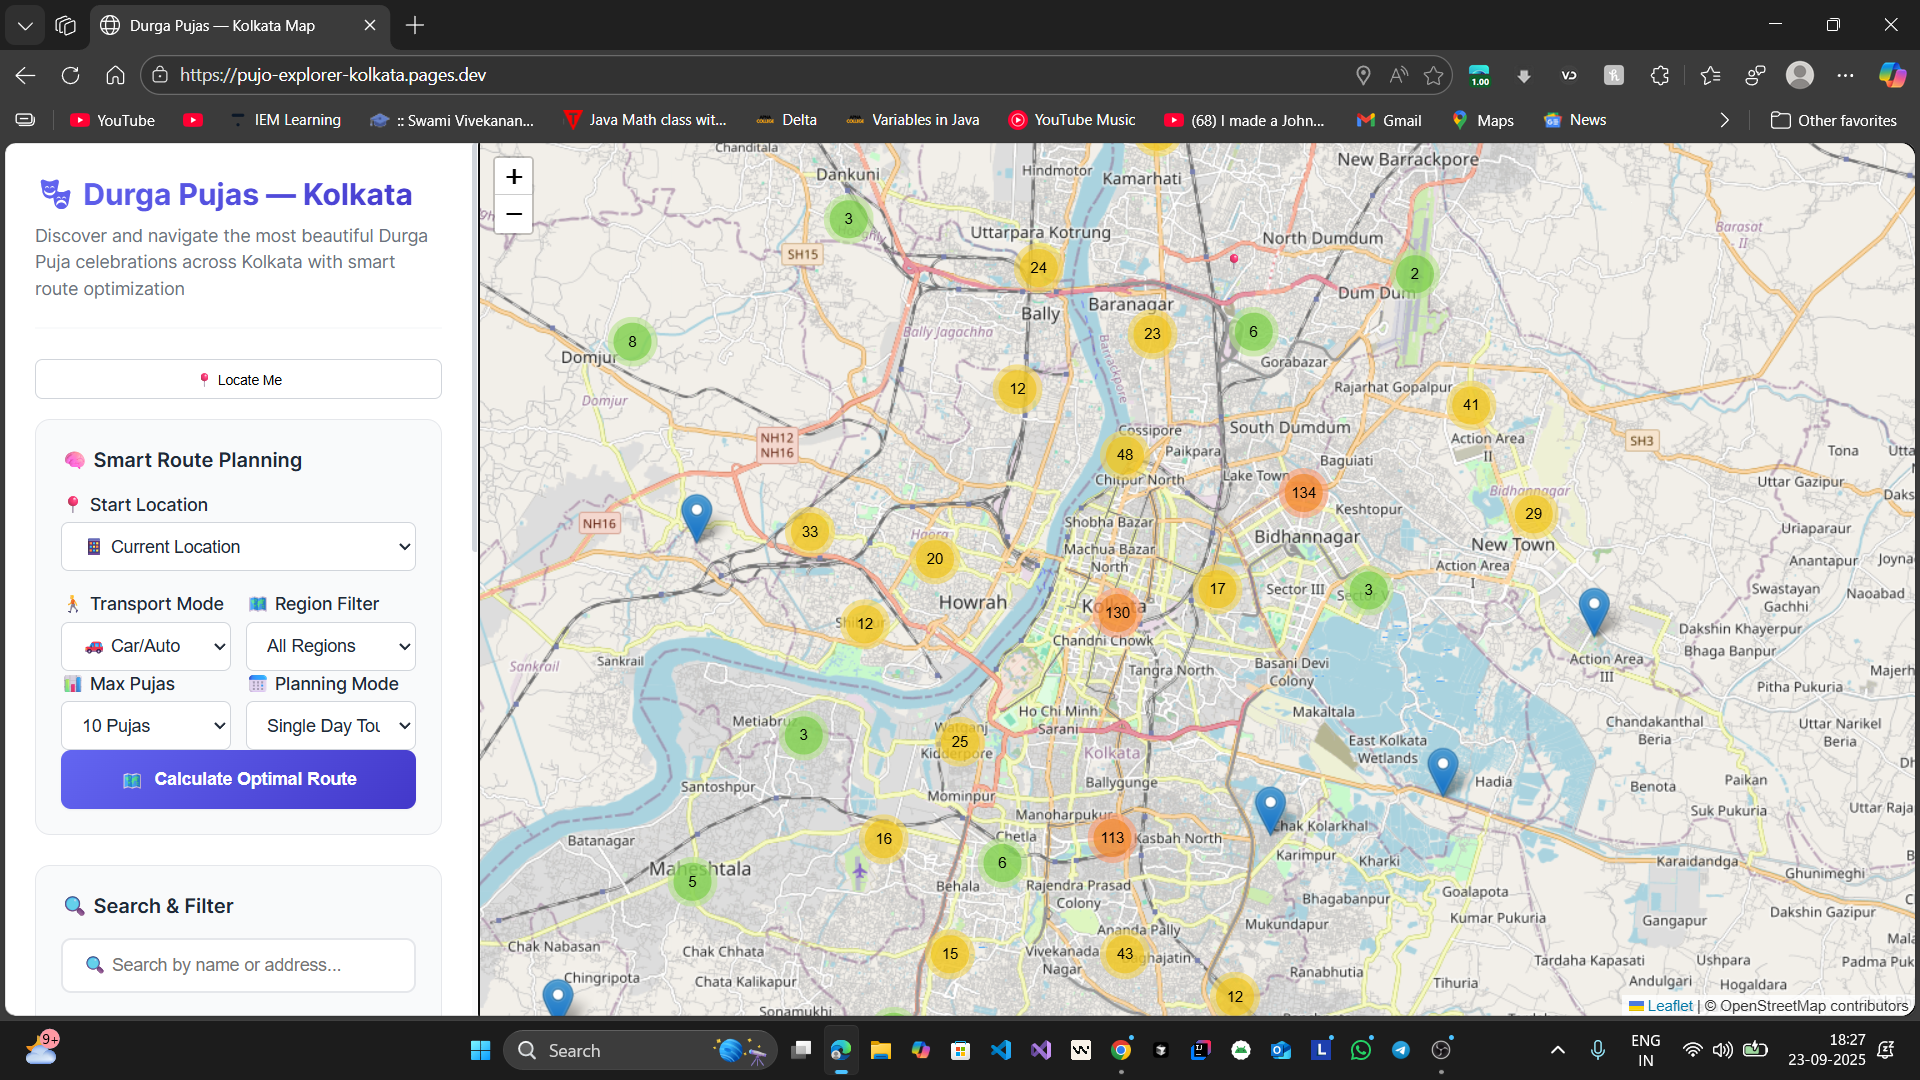 Durga Pujas — Kolkata Map
https://pujo-explorer-kolkata.pages.dev
1.00
YouTube
IEM Learning
:: Swami Vivekanan...
Java Math class wit...
Delta
Variables in Java
YouTube Music
(68) I made a John...
Gmail
Maps
News
Other favorites
Durga Pujas — Kolkata
Discover and navigate the most beautiful Durga
Puja celebrations across Kolkata with smart
route optimization
Locate Me
Smart Route Planning
Start Location
Current Location
Transport Mode
Region Filter
Car/Auto
All Regions
Max Pujas
Planning Mode
10 Pujas
Single Day Tou
Calculate Optimal Route
Search & Filter
Search by name or address...
+
−
Chanditala
Dankuni
Hindmotor
Kamarhati
New Barrackpore
3
Uttarpara Kotrung
North Dumdum
Barasat
- II
SH15
24
2
Dum Dum
Baranagar
Bally
Bally Jagachha
23
6
8
Domjur
Gorabazar
Barrackpore
12
Rajarhat Gopalpur
Domjur
41
Cossipore
South Dumdum
Action Area
II
NH12
NH16
SH3
Tona
48
Paikpara
Baguiati
Chitpur North
Lake Town
Uttar Gazipur
134
Bidhannagar
Keshtopur
NH16
Shobha Bazar
29
Uriaparaur
33
Haora
Bidhannagar
New Town
Machua Bazar
North
20
Anantapur
Action Area
I
17
Sector III
3
Swastayan
Gachhi
Naoabad
Howrah
130
Dakshin Khayerpur
Bhaga Banpur
12
Chandni Chowk
Sankrail
Sankrail
Tangra North
Basani Devi
Colony
Action Area
III
Pitha Pukuria
Ho Chi Minh
Sarani
Makaltala
Metiabruz
3
Watganj
25
Kidderpore
Kolkata
East Kolkata
Wetlands
Chandakanthal
Beria
Uttar Narikel
Beria
Ballygunge
Hadia
Paikan
Santoshpur
Benota
Mominpur
Suk Pukuria
Manoharpukur
Batanagar
16
Chetla
113
Kasbah North
Chak Kolarkhal
Karimpur
Kharki
Karaidandga
Maheshtala
6
5
Behala
Rajendra Prasad
Colony
Goalapota
Ghunimeghi
Bhagabanpur
Kumar Pukuria
Gangapur
Dakshin Gazipur
Mukundapur
Ananda Pally
Chak Nabasan
Chak Chhata
15
Vivekanada
Nagar
43
Tardaha Kapasati
Ushpara
Chingripota
Chata Kalikapur
Ranabhutia
Tihuria
Andulgari
Hogaldara
12
Sonamukhi
Leaflet | © OpenStreetMap contributors
9+
Search
ENG
IN
18:27
23-09-2025